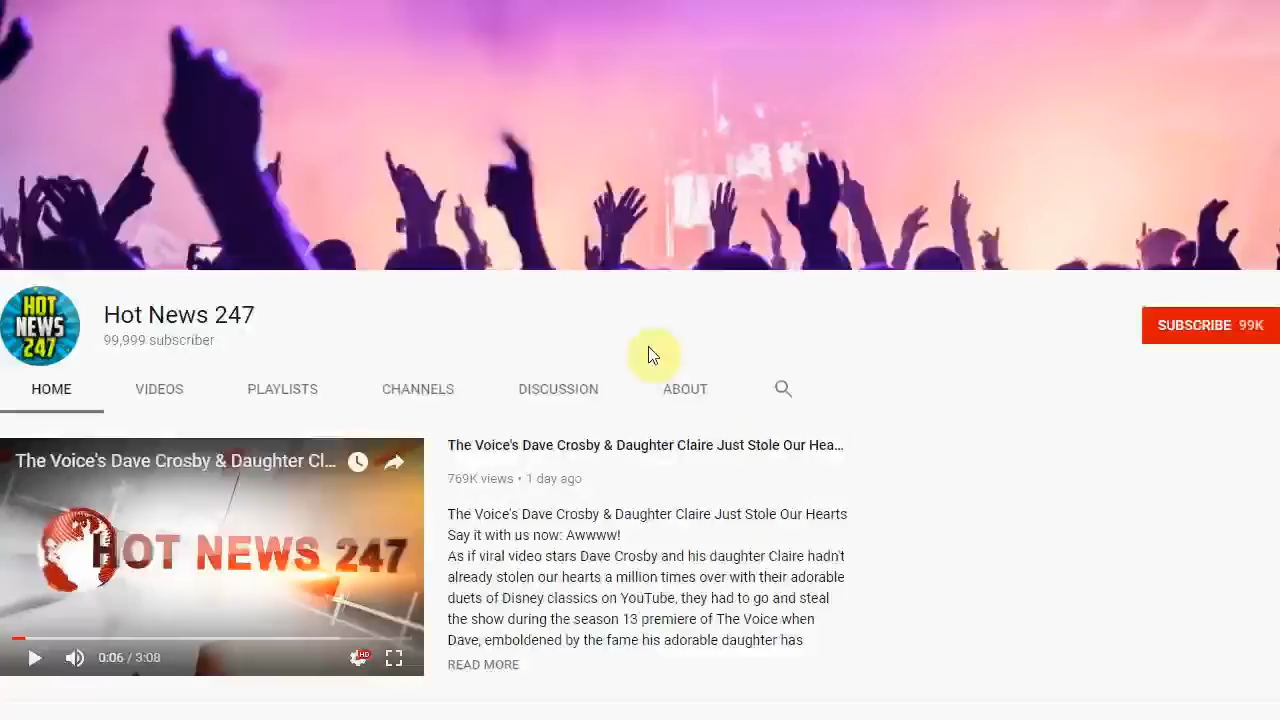 HOT
NEWS
247
Hot News 247
99,999 subscriber
SUBSCRIBE 99K
HOME VIDEOS PLAYLISTS CHANNELS DISCUSSION ABOUT
The Voice's Dave Crosby & Daughter Cl...
HOT NEWS 247
0:06 / 3:08
HD
The Voice's Dave Crosby & Daughter Claire Just Stole Our Hea...
769K views • 1 day ago
The Voice's Dave Crosby & Daughter Claire Just Stole Our Hearts
Say it with us now: Awwww!
As if viral video stars Dave Crosby and his daughter Claire hadn't
already stolen our hearts a million times over with their adorable
duets of Disney classics on YouTube, they had to go and steal
the show during the season 13 premiere of The Voice when
Dave, emboldened by the fame his adorable daughter has
READ MORE